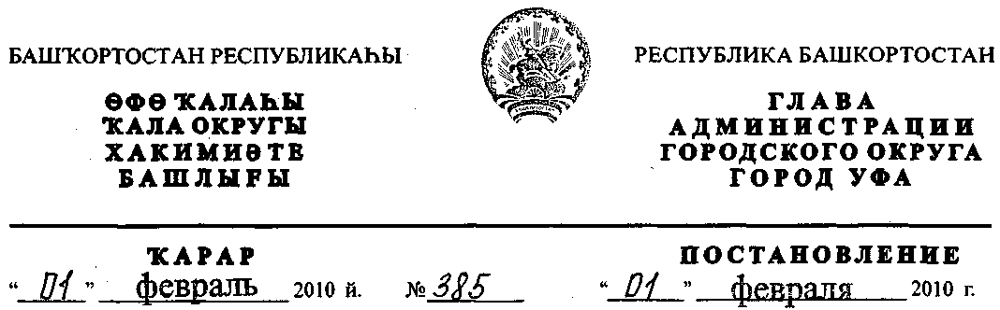 БАШҠОРТОСТАН РЕСПУБЛИКАҺЫ
ӨФӨ ҠАЛАҺЫ
ҠАЛА ОКРУГЫ
ХАКИМИӘТЕ
БАШЛЫҒЫ
РЕСПУБЛИКА БАШКОРТОСТАН
ГЛАВА
АДМИНИСТРАЦИИ
ГОРОДСКОГО ОКРУГА
ГОРОД УФА
ҠАРАР
ПОСТАНОВЛЕНИЕ
“ 01 ” февраль 2010 й. № 385 “ 01 ” февраля 2010 г.